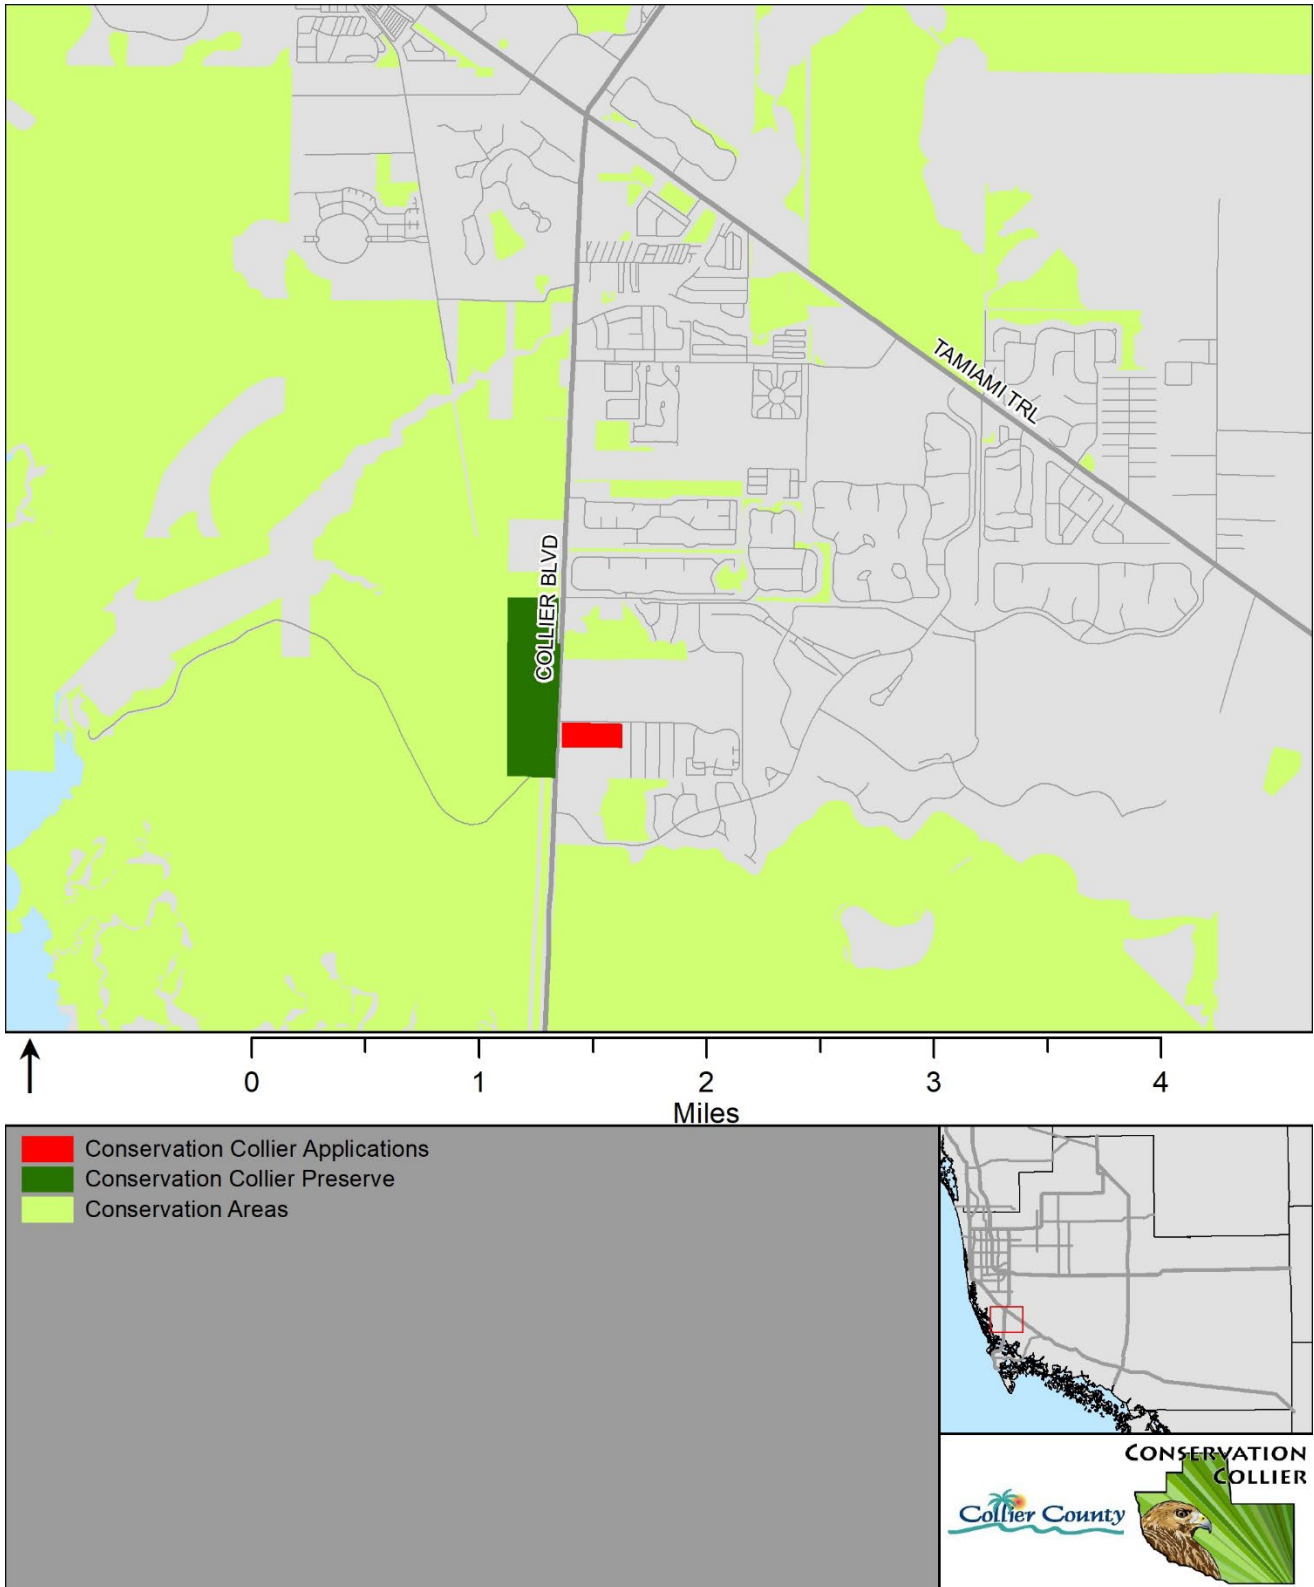 TAMIAMI TRL
COLLIER BLVD
0 1 2 3 4
Miles
Conservation Collier Applications
Conservation Collier Preserve
Conservation Areas
CONSERVATION
COLLIER
Collier County